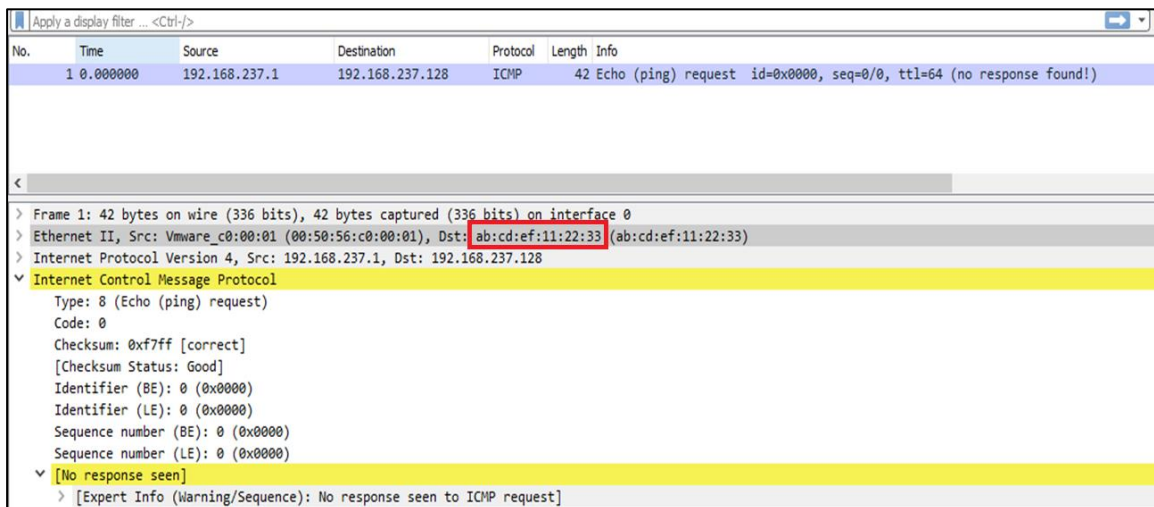 Apply a display filter ... <Ctrl-/>
No. Time Source Destination Protocol Length Info
1 0.000000 192.168.237.1 192.168.237.128 ICMP 42 Echo (ping) request id=0x0000, seq=0/0, ttl=64 (no response found!)
Frame 1: 42 bytes on wire (336 bits), 42 bytes captured (336 bits) on interface 0
Ethernet II, Src: Vmware_c0:00:01 (00:50:56:c0:00:01), Dst: ab:cd:ef:11:22:33 (ab:cd:ef:11:22:33)
Internet Protocol Version 4, Src: 192.168.237.1, Dst: 192.168.237.128
Internet Control Message Protocol
Type: 8 (Echo (ping) request)
Code: 0
Checksum: 0xf7ff [correct]
[Checksum Status: Good]
Identifier (BE): 0 (0x0000)
Identifier (LE): 0 (0x0000)
Sequence number (BE): 0 (0x0000)
Sequence number (LE): 0 (0x0000)
[No response seen]
[Expert Info (Warning/Sequence): No response seen to ICMP request]